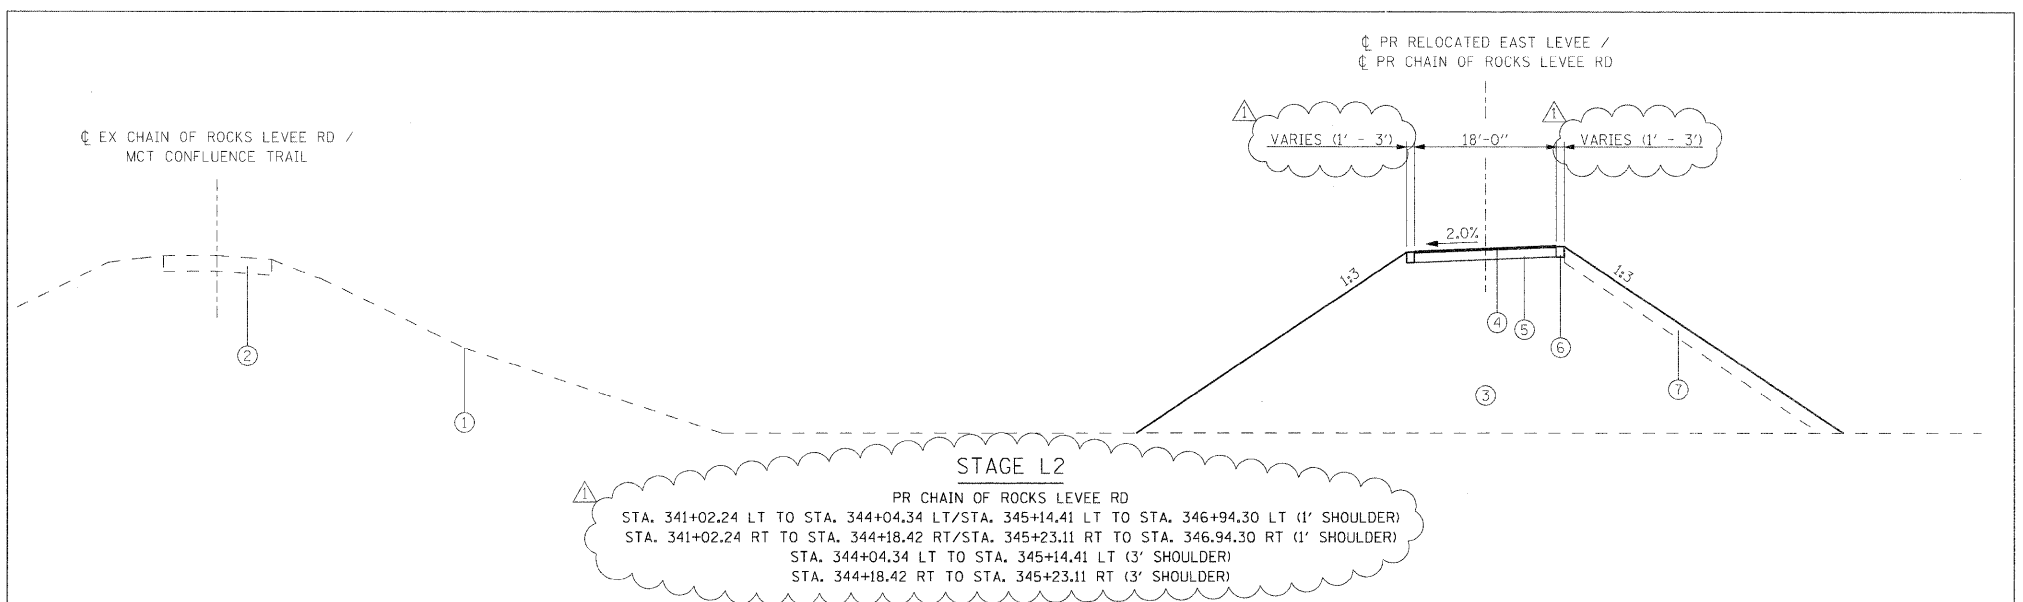 ℄ PR RELOCATED EAST LEVEE /
℄ PR CHAIN OF ROCKS LEVEE RD
℄ EX CHAIN OF ROCKS LEVEE RD /
MCT CONFLUENCE TRAIL
1
1
VARIES (1' - 3')
18'-0"
VARIES (1' - 3')
2.0%
1:3
1:3
2
1
4
5
6
7
3
1
STAGE L2
PR CHAIN OF ROCKS LEVEE RD
STA. 341+02.24 LT TO STA. 344+04.34 LT/STA. 345+14.41 LT TO STA. 346+94.30 LT (1' SHOULDER)
STA. 341+02.24 RT TO STA. 344+18.42 RT/STA. 345+23.11 RT TO STA. 346.94.30 RT (1' SHOULDER)
STA. 344+04.34 LT TO STA. 345+14.41 LT (3' SHOULDER)
STA. 344+18.42 RT TO STA. 345+23.11 RT (3' SHOULDER)